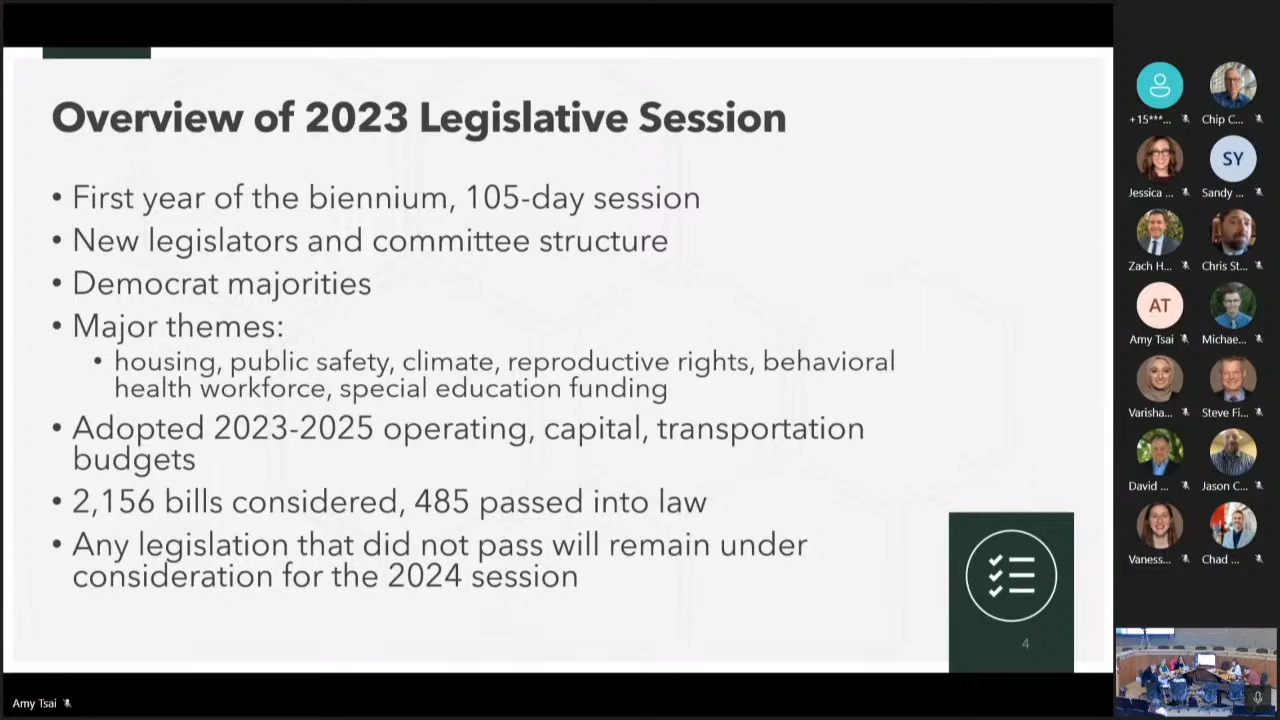 Overview of 2023 Legislative Session
• First year of the biennium, 105-day session
• New legislators and committee structure
• Democrat majorities
• Major themes:
• housing, public safety, climate, reproductive rights, behavioral
health workforce, special education funding
• Adopted 2023-2025 operating, capital, transportation
budgets
• 2,156 bills considered, 485 passed into law
• Any legislation that did not pass will remain under
consideration for the 2024 session
4
Amy Tsai
+15***...
Chip C...
SY
Jessica ...
Sandy ...
Zach H...
Chris St...
AT
Amy Tsai
Michae...
Varisha...
Steve Fi...
David ...
Jason C...
Vaness...
Chad ...